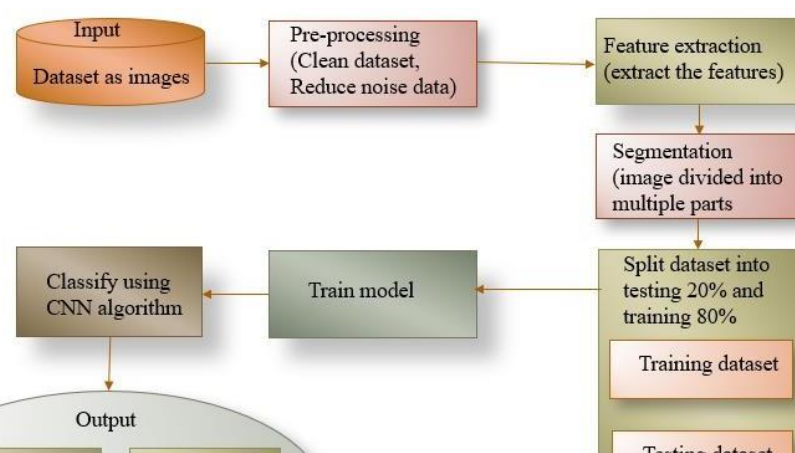 Input
Dataset as images
Pre-processing
(Clean dataset,
Reduce noise data)
Feature extraction
(extract the features)
Segmentation
(image divided into
multiple parts
Split dataset into
testing 20% and
training 80%
Training dataset
Testing dataset
Train model
Classify using
CNN algorithm
Output